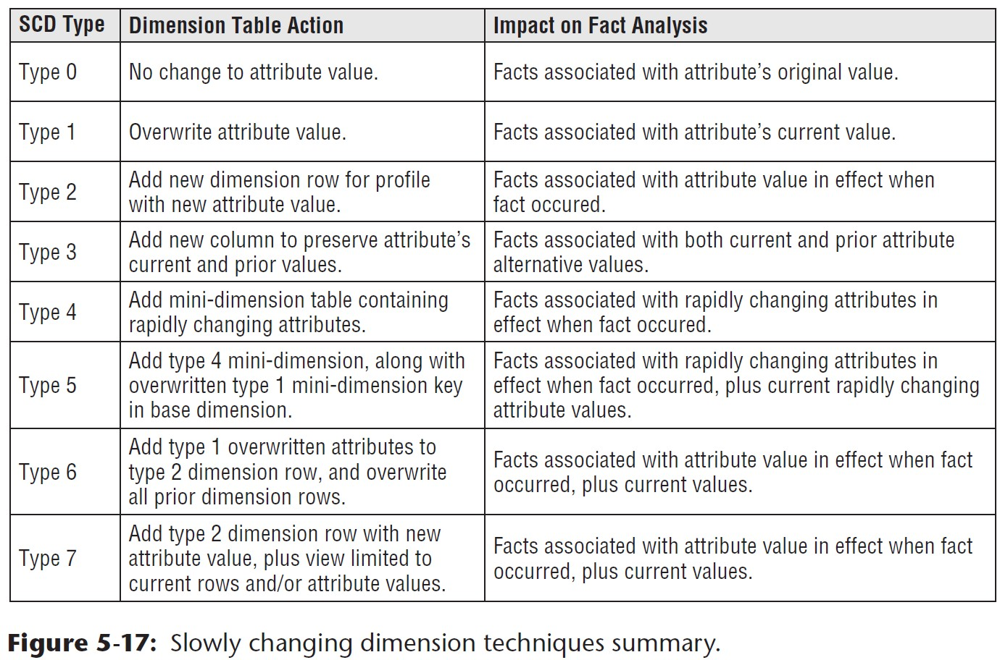 SCD Type Dimension Table Action Impact on Fact Analysis
Type 0 No change to attribute value. Facts associated with attribute’s original value.
Type 1 Overwrite attribute value. Facts associated with attribute’s current value.
Type 2
Add new dimension row for profile
with new attribute value.
Facts associated with attribute value in effect when
fact occured.
Type 3
Add new column to preserve attribute’s
current and prior values.
Facts associated with both current and prior attribute
alternative values.
Type 4
Add mini-dimension table containing
rapidly changing attributes.
Facts associated with rapidly changing attributes in
effect when fact occured.
Type 5
Add type 4 mini-dimension, along with
overwritten type 1 mini-dimension key
in base dimension.
Facts associated with rapidly changing attributes in
effect when fact occurred, plus current rapidly changing
attribute values.
Type 6
Add type 1 overwritten attributes to
type 2 dimension row, and overwrite
all prior dimension rows.
Facts associated with attribute value in effect when fact
occurred, plus current values.
Type 7
Add type 2 dimension row with new
attribute value, plus view limited to
current rows and/or attribute values.
Facts associated with attribute value in effect when fact
occurred, plus current values.
Figure 5-17: Slowly changing dimension techniques summary.